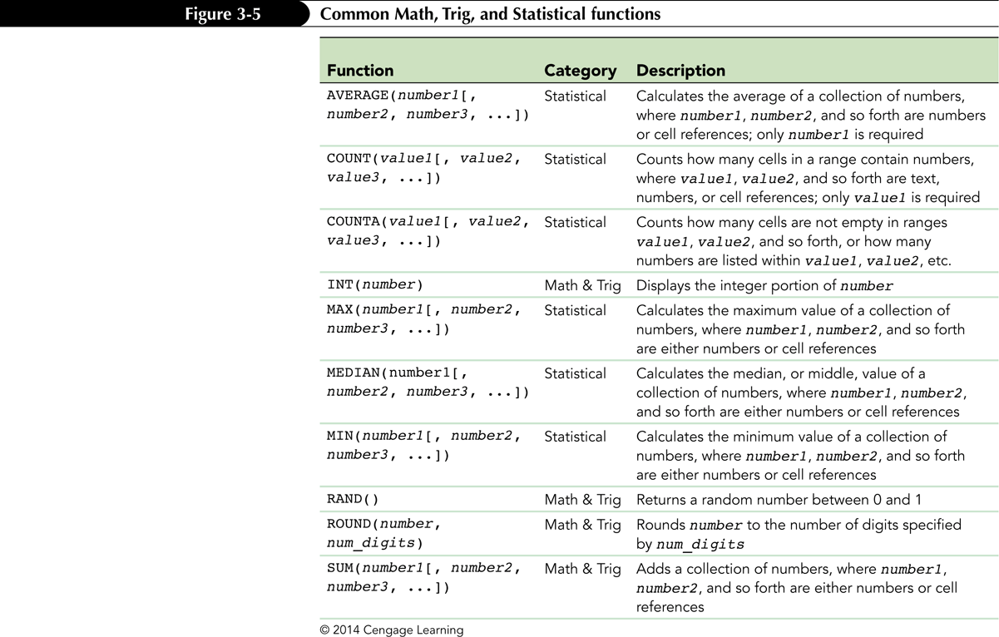 Figure 3-5 Common Math, Trig, and Statistical functions
Function Category Description
AVERAGE(number1[, Statistical Calculates the average of a collection of numbers,
number2, number3, ...]) where number1, number2, and so forth are numbers
or cell references; only number1 is required
COUNT(value1[, value2, Statistical Counts how many cells in a range contain numbers,
value3, ...]) where value1, value2, and so forth are text,
numbers, or cell references; only value1 is required
COUNTA(value1[, value2, Statistical Counts how many cells are not empty in ranges
value3, ...]) value1, value2, and so forth, or how many
numbers are listed within value1, value2, etc.
INT(number) Math & Trig Displays the integer portion of number
MAX(number1[, number2, Statistical Calculates the maximum value of a collection of
number3, ...]) numbers, where number1, number2, and so forth
are either numbers or cell references
MEDIAN(number1[, Statistical Calculates the median, or middle, value of a
number2, number3, ...]) collection of numbers, where number1, number2,
and so forth are either numbers or cell references
MIN(number1[, number2, Statistical Calculates the minimum value of a collection of
number3, ...]) numbers, where number1, number2, and so forth
are either numbers or cell references
RAND() Math & Trig Returns a random number between 0 and 1
ROUND(number, Math & Trig Rounds number to the number of digits specified
num_digits) by num_digits
SUM(number1[, number2, Math & Trig Adds a collection of numbers, where number1,
number3, ...]) number2, and so forth are either numbers or cell
references
© 2014 Cengage Learning